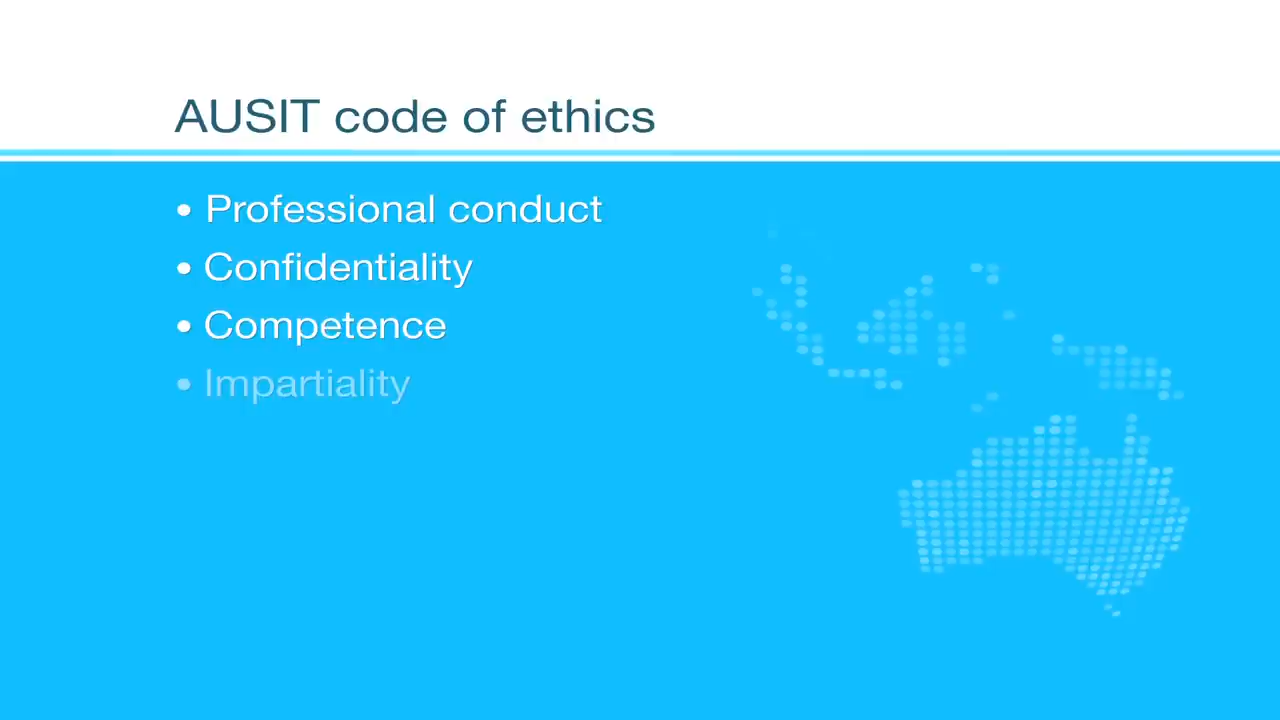 AUSIT code of ethics
• Professional conduct
• Confidentiality
• Competence
• Impartiality